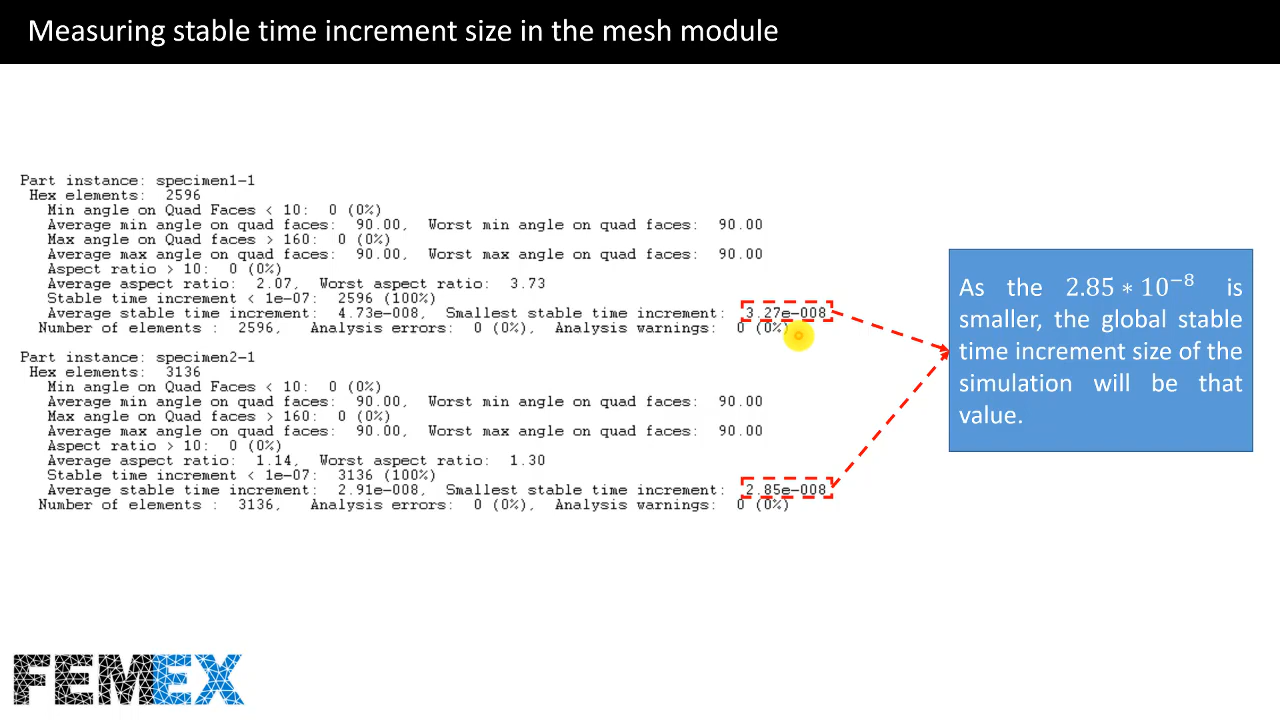 Measuring stable time increment size in the mesh module
Part instance: specimen1-1
Hex elements: 2596
Min angle on Quad Faces < 10: 0 (0%)
Average min angle on quad faces: 90.00, Worst min angle on quad faces: 90.00
Max angle on Quad faces > 160: 0 (0%)
Average max angle on quad faces: 90.00, Worst max angle on quad faces: 90.00
Aspect ratio > 10: 0 (0%)
Average aspect ratio: 2.07, Worst aspect ratio: 3.73
Stable time increment < 1e-07: 2596 (100%)
Average stable time increment: 4.73e-008, Smallest stable time increment: 3.27e-008
Number of elements : 2596, Analysis errors: 0 (0%), Analysis warnings: 0 (0%)
Part instance: specimen2-1
Hex elements: 3136
Min angle on Quad Faces < 10: 0 (0%)
Average min angle on quad faces: 90.00, Worst min angle on quad faces: 90.00
Max angle on Quad faces > 160: 0 (0%)
Average max angle on quad faces: 90.00, Worst max angle on quad faces: 90.00
Aspect ratio > 10: 0 (0%)
Average aspect ratio: 1.14, Worst aspect ratio: 1.30
Stable time increment < 1e-07: 3136 (100%)
Average stable time increment: 2.91e-008, Smallest stable time increment: 2.85e-008
Number of elements : 3136, Analysis errors: 0 (0%), Analysis warnings: 0 (0%)
As the 2.85 ∗ 10⁻⁸ is
smaller, the global stable
time increment size of the
simulation will be that
value.
FEMEX